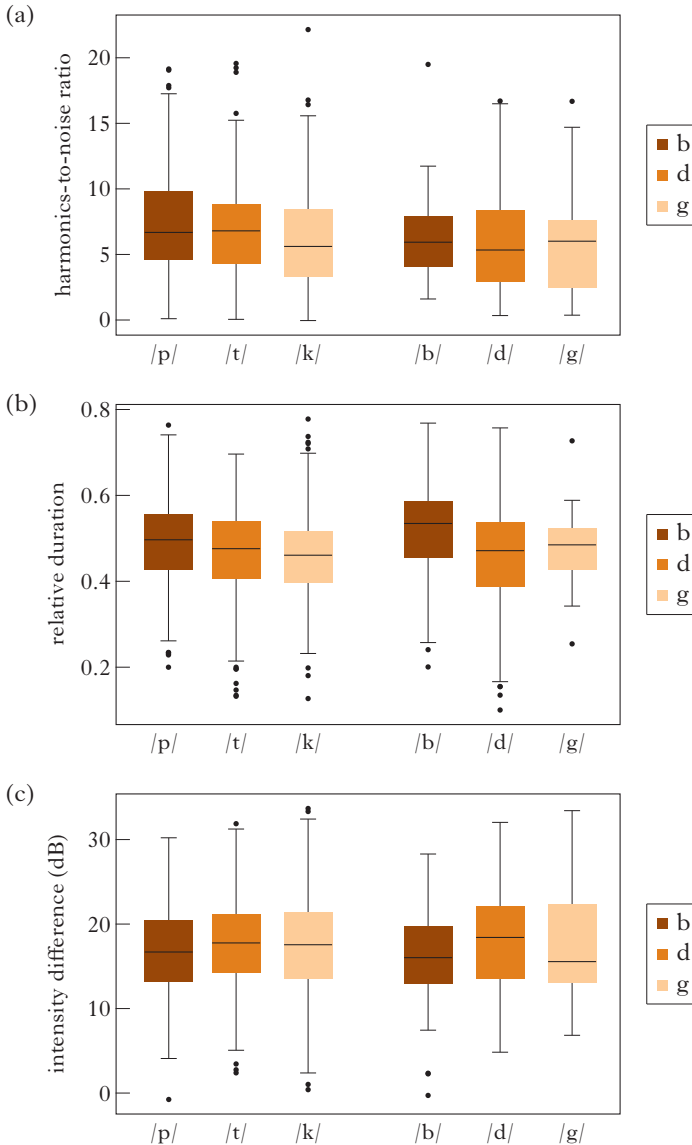 (a)
harmonics-to-noise ratio
20
15
10
5
0
/p/ /t/ /k/ /b/ /d/ /g/
b
d
g
(b)
relative duration
0.8
0.6
0.4
0.2
/p/ /t/ /k/ /b/ /d/ /g/
b
d
g
(c)
intensity difference (dB)
30
20
10
0
/p/ /t/ /k/ /b/ /d/ /g/
b
d
g